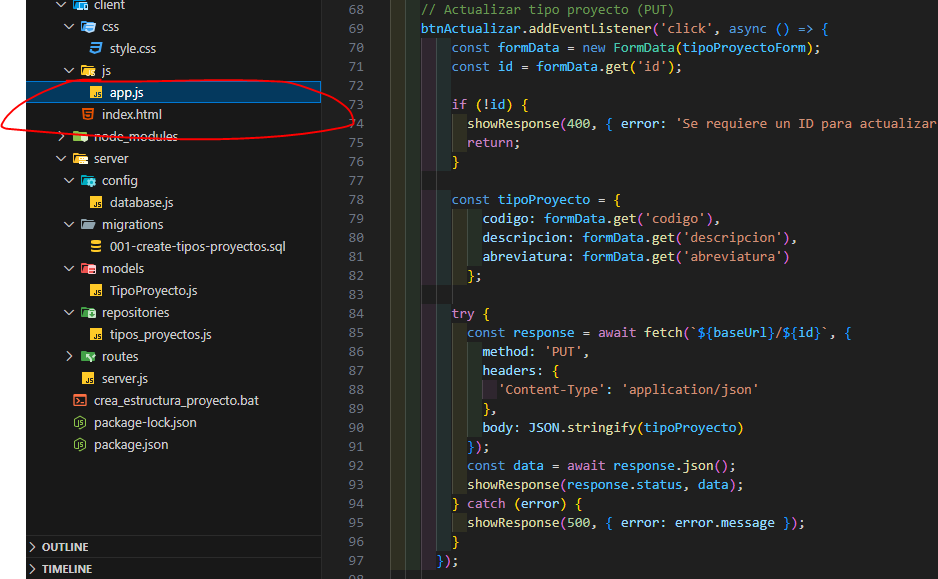 client
css
style.css
js
app.js
index.html
node_modules
server
config
database.js
migrations
001-create-tipos-proyectos.sql
models
TipoProyecto.js
repositories
tipos_proyectos.js
routes
server.js
crea_estructura_proyecto.bat
package-lock.json
package.json
OUTLINE
TIMELINE
68 // Actualizar tipo proyecto (PUT)
69 btnActualizar.addEventListener('click', async () => {
70 const formData = new FormData(tipoProyectoForm);
71 const id = formData.get('id');
72
73 if (!id) {
74 showResponse(400, { error: 'Se requiere un ID para actualizar
75 return;
76 }
77
78 const tipoProyecto = {
79 codigo: formData.get('codigo'),
80 descripcion: formData.get('descripcion'),
81 abreviatura: formData.get('abreviatura')
82 };
83
84 try {
85 const response = await fetch(`${baseUrl}/${id}`, {
86 method: 'PUT',
87 headers: {
88 'Content-Type': 'application/json'
89 },
90 body: JSON.stringify(tipoProyecto)
91 });
92 const data = await response.json();
93 showResponse(response.status, data);
94 } catch (error) {
95 showResponse(500, { error: error.message });
96 }
97 });
98